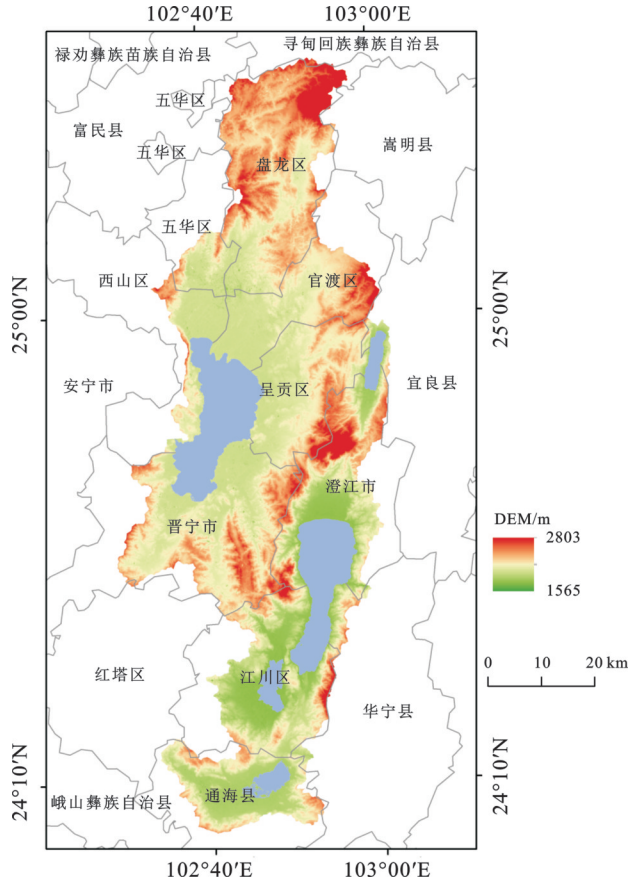 102°40′E
103°00′E
寻甸回族彝族自治县
禄劝彝族苗族自治县
五华区
富民县
嵩明县
五华区
盘龙区
五华区
西山区
官渡区
25°00′N
25°00′N
安宁市
呈贡区
宜良县
澄江市
晋宁市
DEM/m
2803
1565
红塔区
江川区
华宁县
0 10 20 km
24°10′N
24°10′N
峨山彝族自治县
通海县
102°40′E
103°00′E